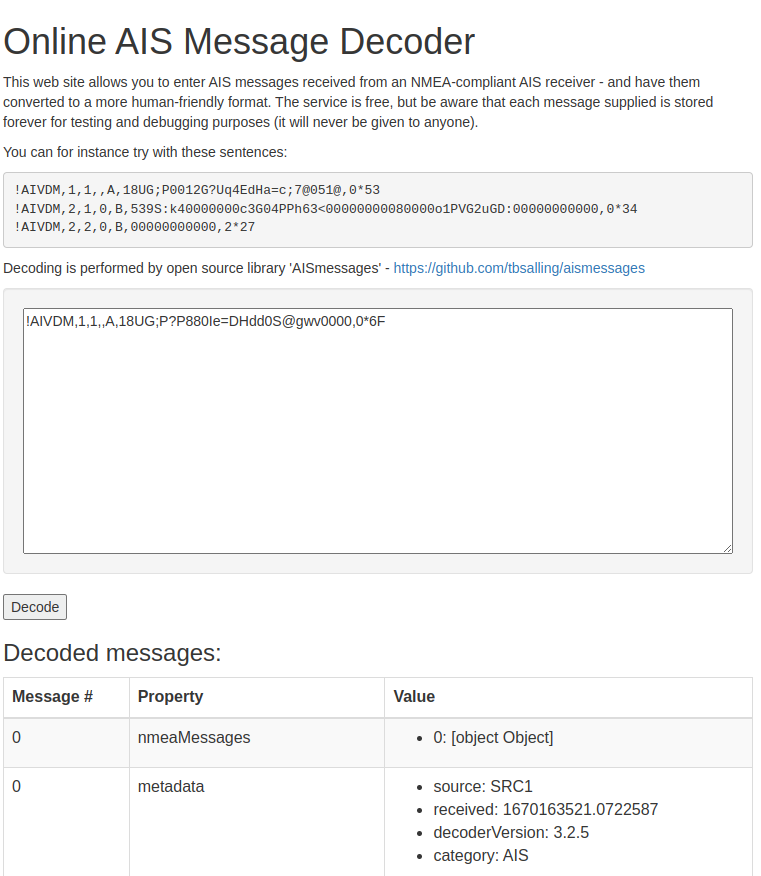 Online AIS Message Decoder
This web site allows you to enter AIS messages received from an NMEA-compliant AIS receiver - and have them
converted to a more human-friendly format. The service is free, but be aware that each message supplied is stored
forever for testing and debugging purposes (it will never be given to anyone).
You can for instance try with these sentences:
!AIVDM,1,1,,A,18UG;P0012G?Uq4EdHa=c;7@051@,0*53
!AIVDM,2,1,0,B,539S:k40000000c3G04PPh63<00000000080000o1PVG2uGD:00000000000,0*34
!AIVDM,2,2,0,B,00000000000,2*27
Decoding is performed by open source library 'AISmessages' - https://github.com/tbsalling/aismessages
!AIVDM,1,1,,A,18UG;P?P880Ie=DHdd0S@gwv0000,0*6F
Decode
Decoded messages:
Message # Property Value
0 nmeaMessages • 0: [object Object]
0 metadata • source: SRC1
• received: 1670163521.0722587
• decoderVersion: 3.2.5
• category: AIS